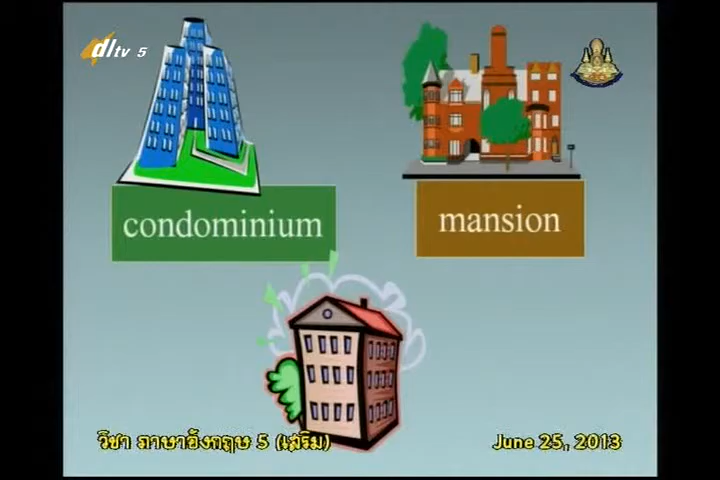 dltv 5
condominium
mansion
วิชา ภาษาอังกฤษ 5 (เสริม)
June 25, 2013